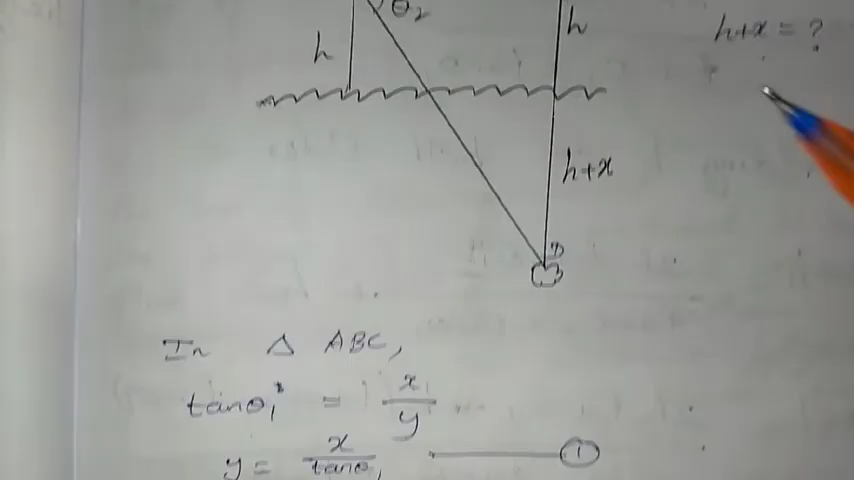 θ2
h
h
h+x = ?
h+x
D
In Δ ABC,
tanθ1 = x/y
y = x/tanθ1 ——— ①